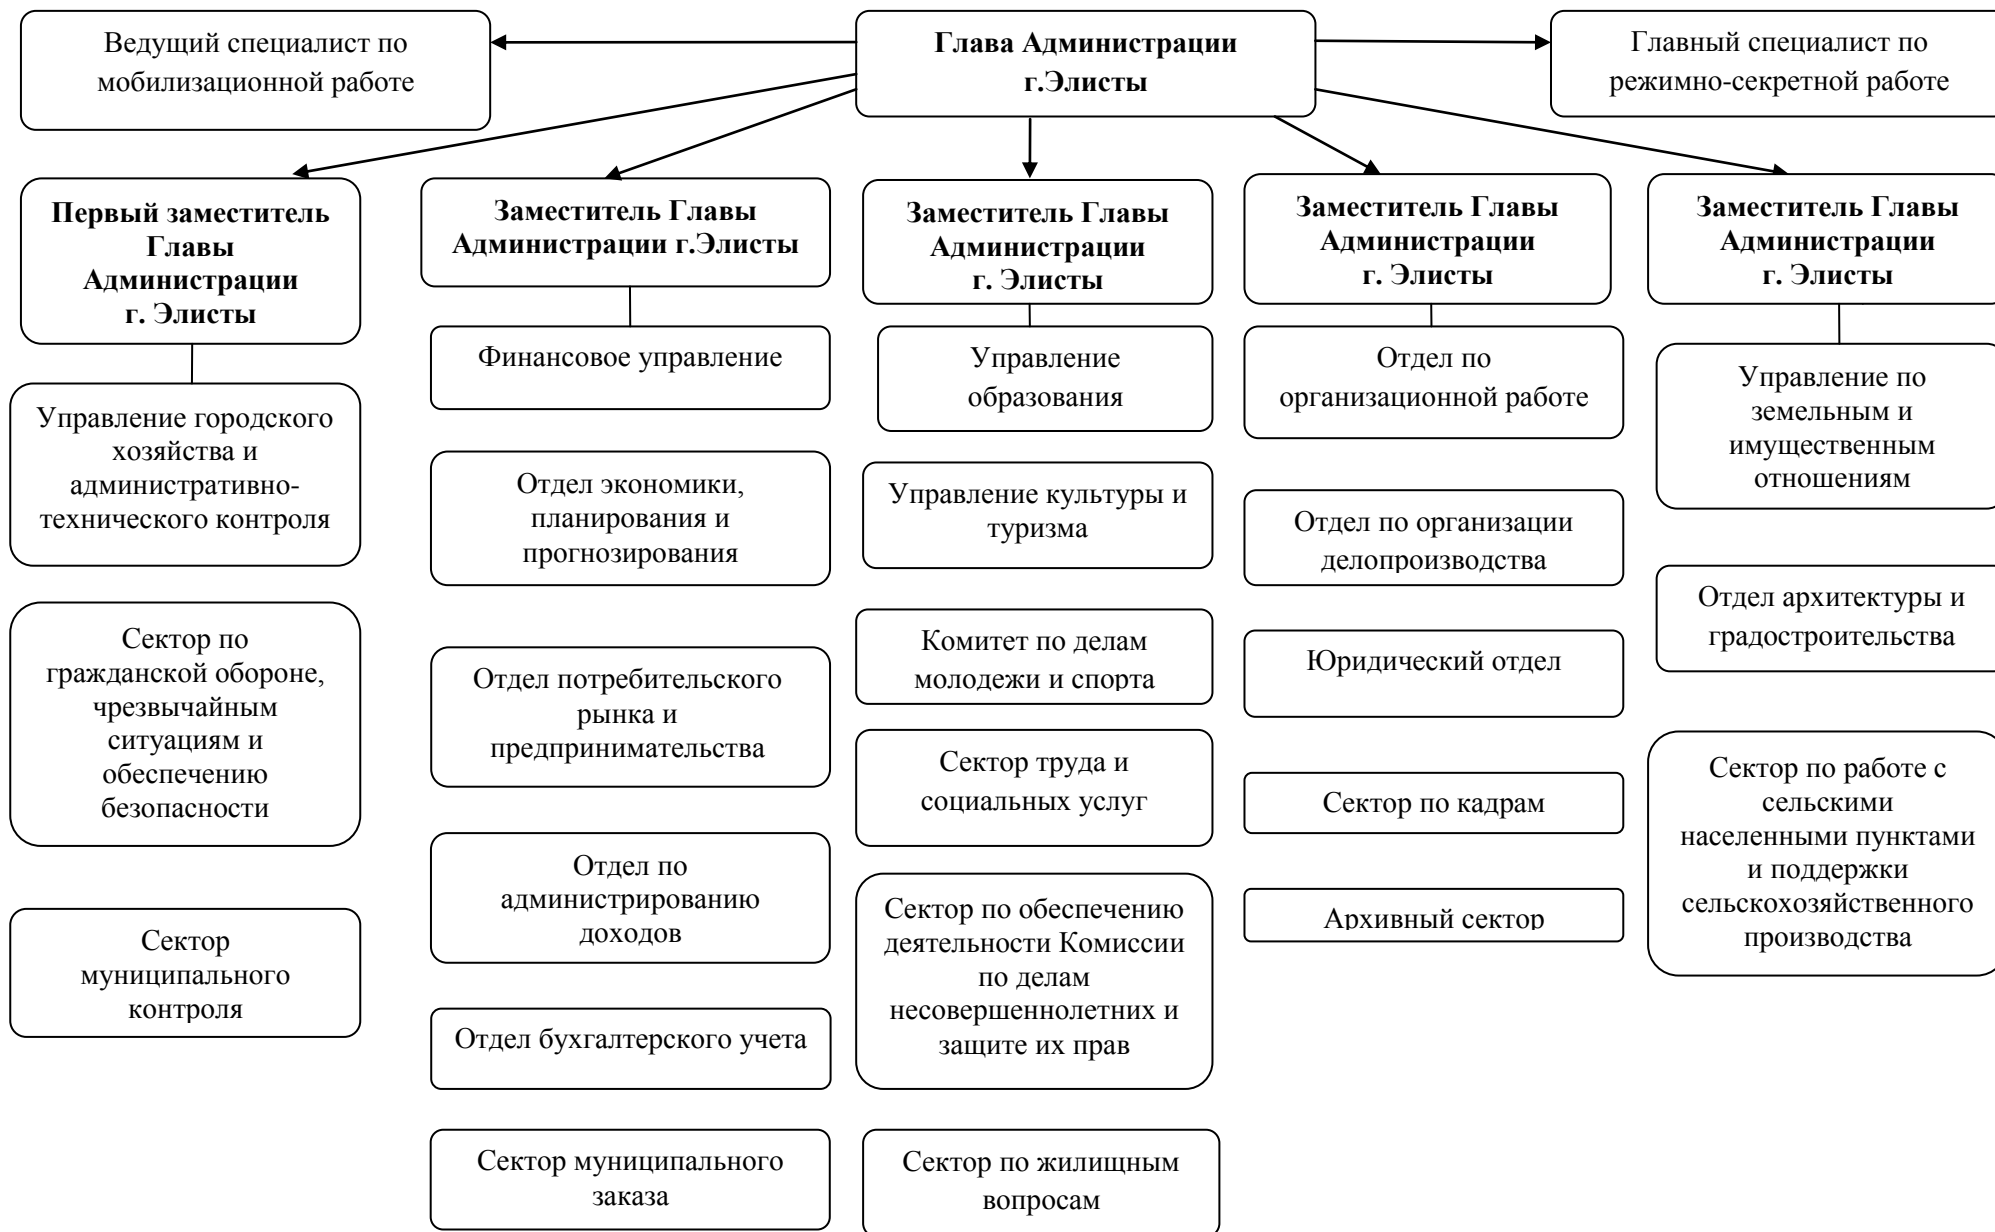 Ведущий специалист по
мобилизационной работе
Глава Администрации
г.Элисты
Главный специалист по
режимно-секретной работе
Первый заместитель
Главы
Администрации
г. Элисты
Заместитель Главы
Администрации г.Элисты
Заместитель Главы
Администрации
г. Элисты
Заместитель Главы
Администрации
г. Элисты
Заместитель Главы
Администрации
г. Элисты
Управление городского
хозяйства и
административно-
технического контроля
Сектор по
гражданской обороне,
чрезвычайным
ситуациям и
обеспечению
безопасности
Сектор
муниципального
контроля
Финансовое управление
Отдел экономики,
планирования и
прогнозирования
Отдел потребительского
рынка и
предпринимательства
Отдел по
администрированию
доходов
Отдел бухгалтерского учета
Сектор муниципального
заказа
Управление
образования
Управление культуры и
туризма
Комитет по делам
молодежи и спорта
Сектор труда и
социальных услуг
Сектор по обеспечению
деятельности Комиссии
по делам
несовершеннолетних и
защите их прав
Сектор по жилищным
вопросам
Отдел по
организационной работе
Отдел по организации
делопроизводства
Юридический отдел
Сектор по кадрам
Архивный сектор
Управление по
земельным и
имущественным
отношениям
Отдел архитектуры и
градостроительства
Сектор по работе с
сельскими
населенными пунктами
и поддержки
сельскохозяйственного
производства